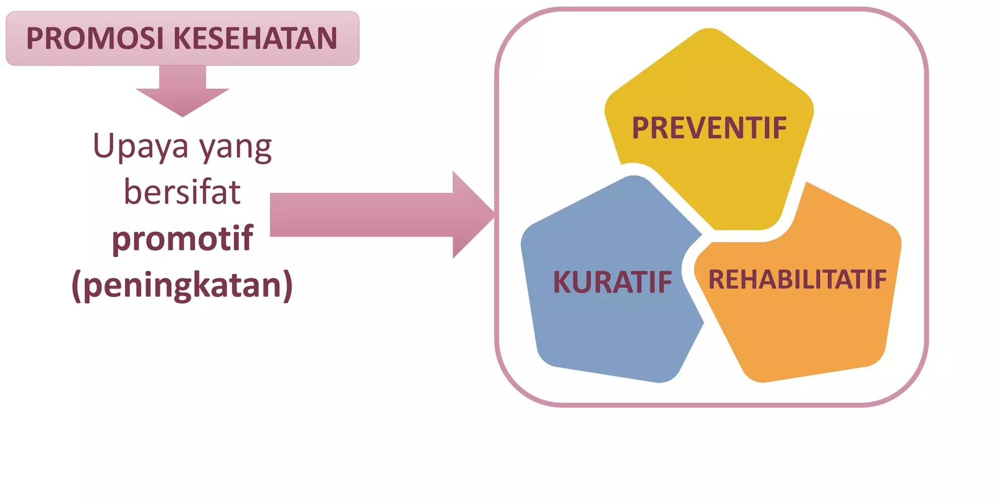 PROMOSI KESEHATAN
Upaya yang
bersifat
promotif
(peningkatan)
PREVENTIF
KURATIF
REHABILITATIF